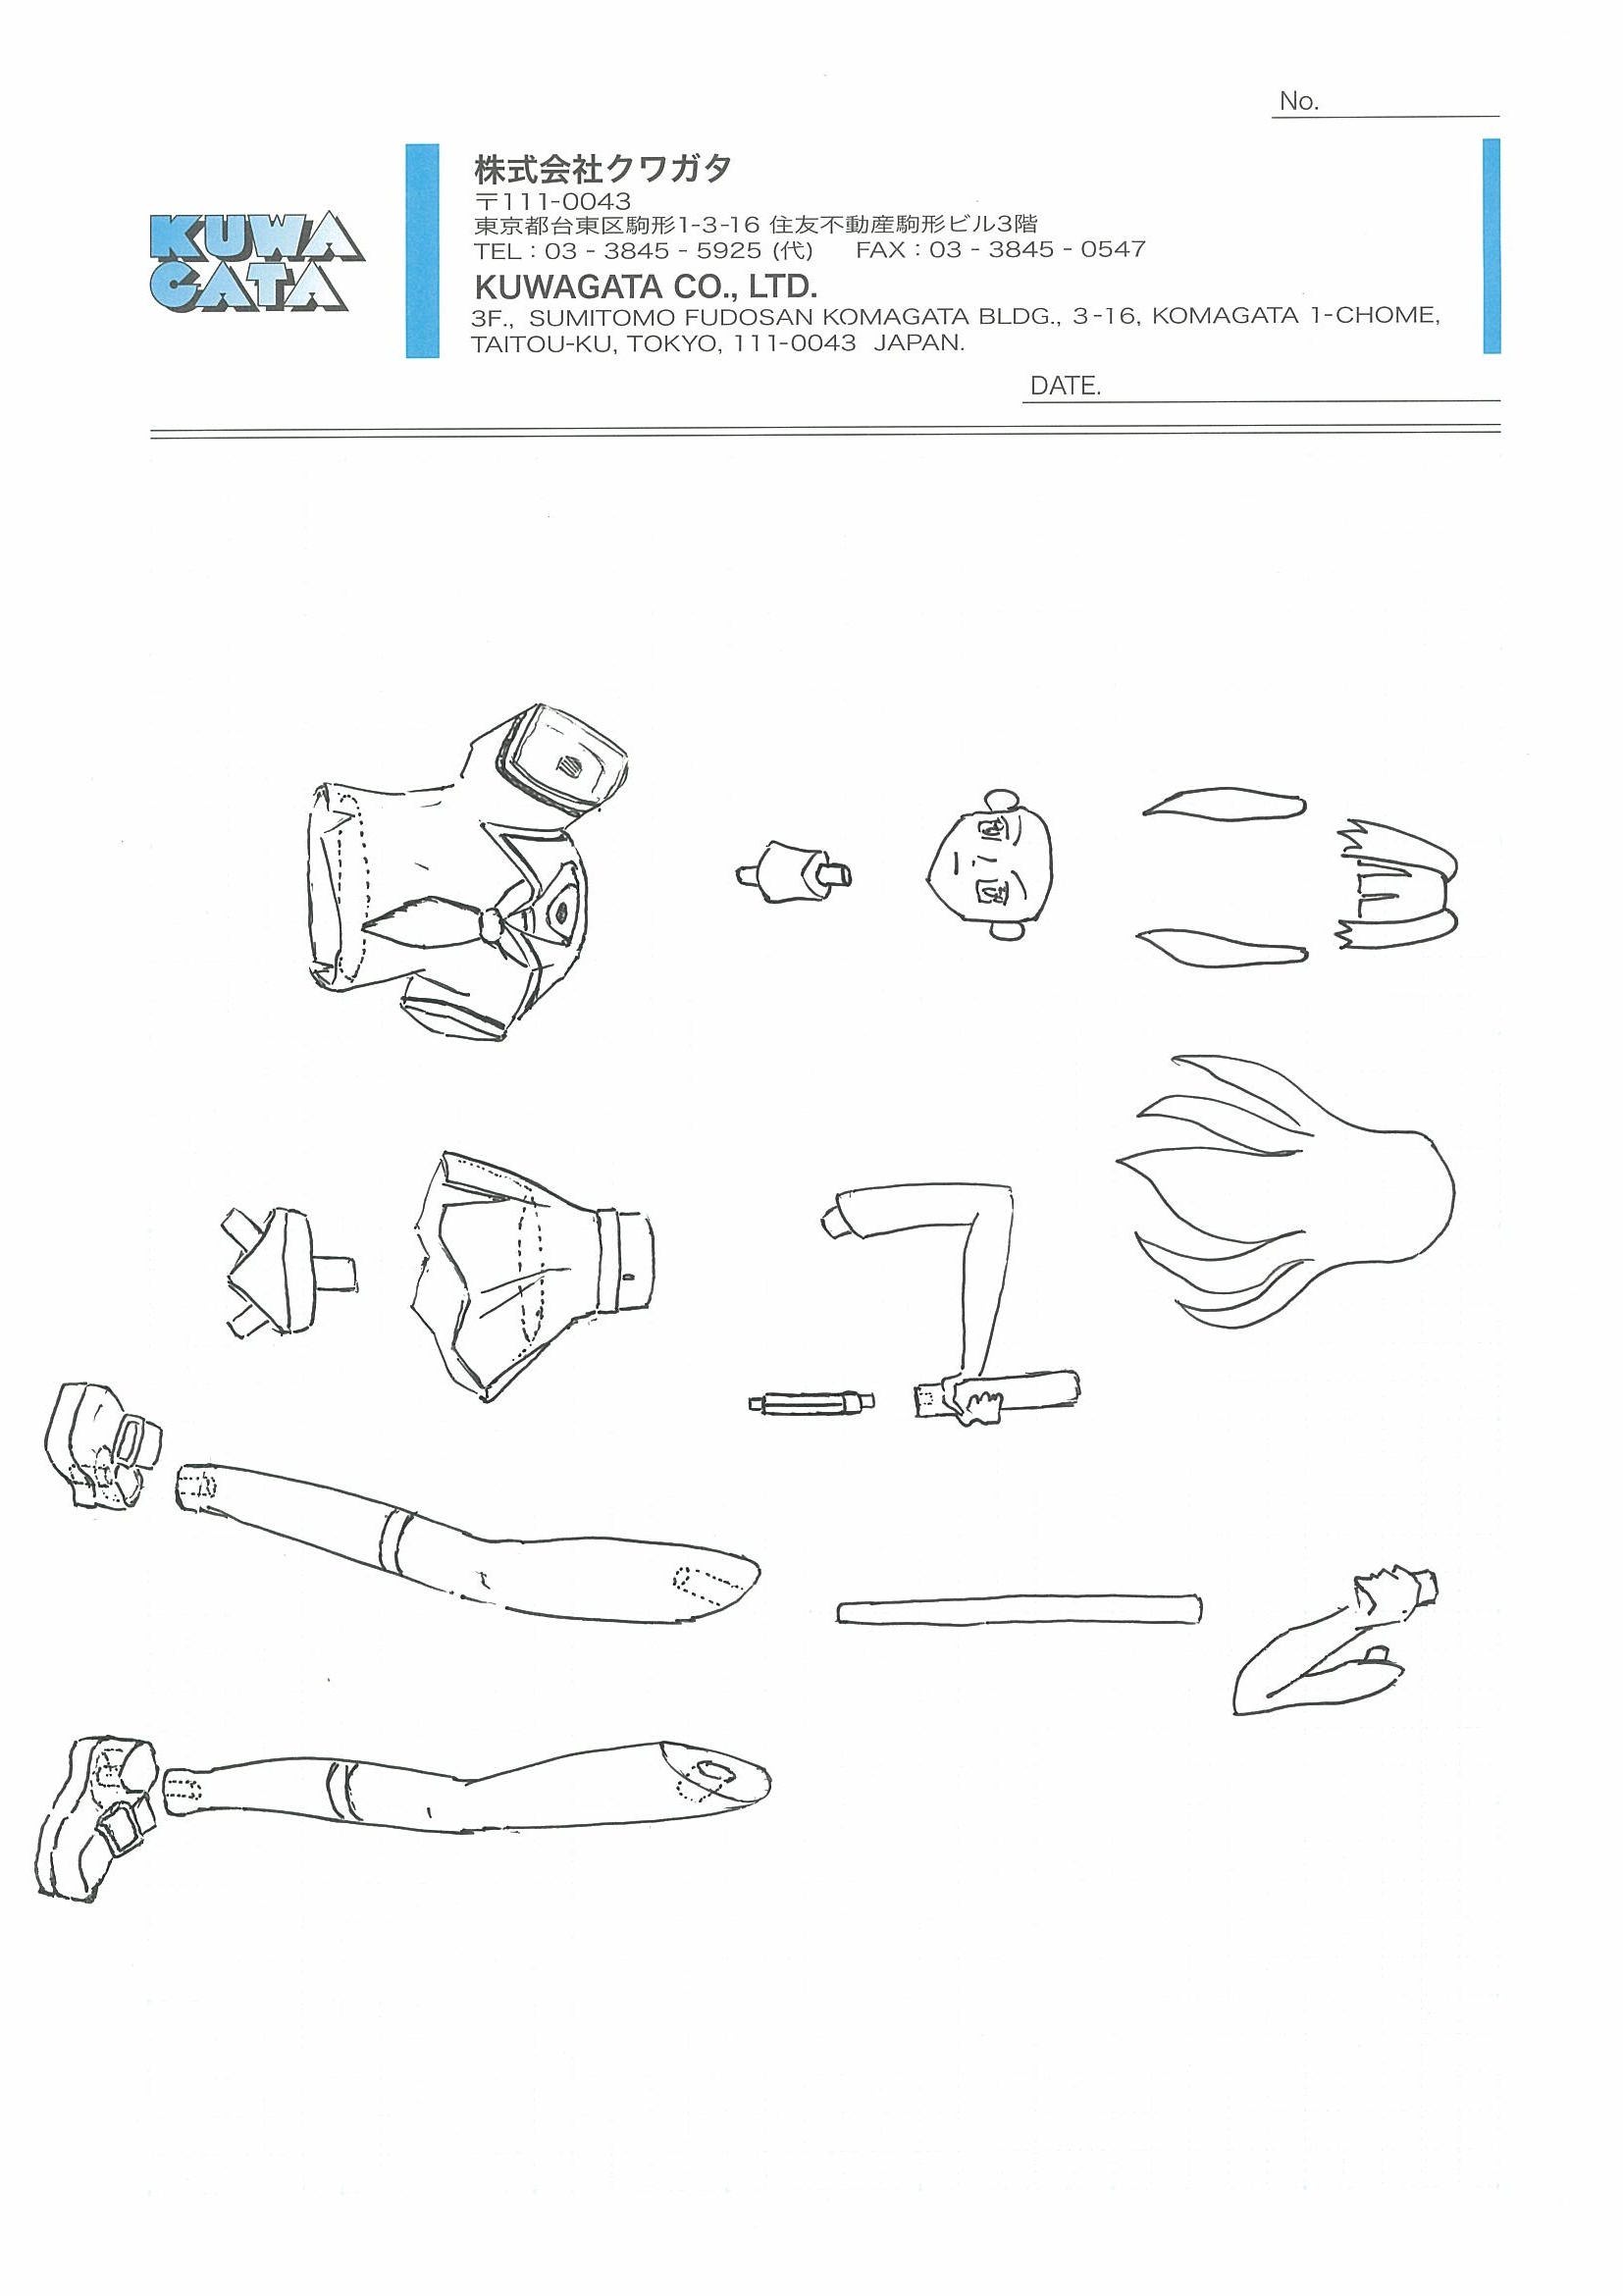 No.
株式会社クワガタ
〒111-0043
東京都台東区駒形1-3-16 住友不動産駒形ビル3階
TEL : 03 - 3845 - 5925 (代) FAX : 03 - 3845 - 0547
KUWA
GATA
KUWAGATA CO., LTD.
3F., SUMITOMO FUDOSAN KOMAGATA BLDG., 3-16, KOMAGATA 1-CHOME,
TAITOU-KU, TOKYO, 111-0043 JAPAN.
DATE.